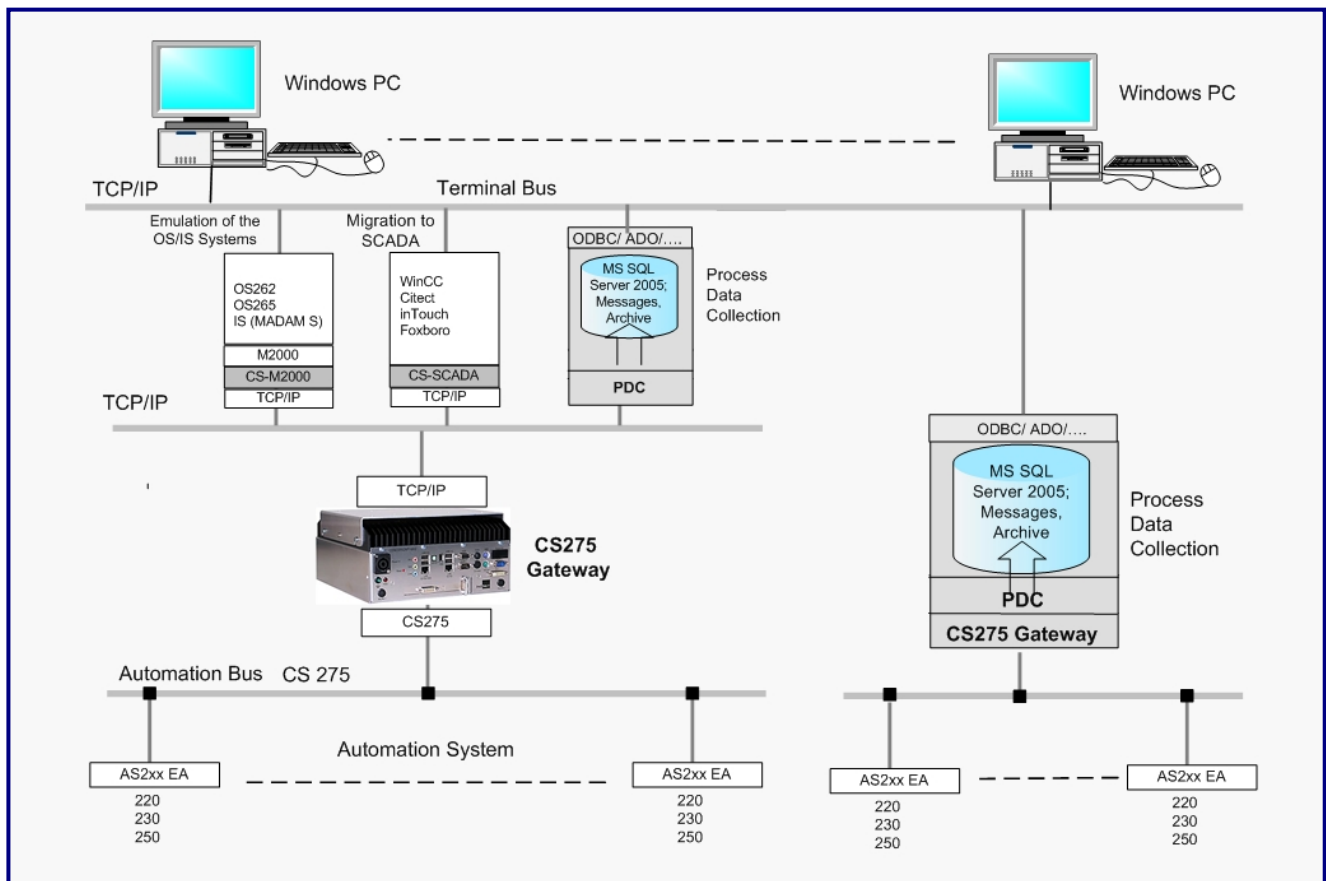 Windows PC
Windows PC
TCP/IP
Terminal Bus
Emulation of the
OS/IS Systems
Migration to
SCADA
OS262
OS265
IS (MADAM S)
M2000
CS-M2000
TCP/IP
WinCC
Citect
inTouch
Foxboro
CS-SCADA
TCP/IP
ODBC/ ADO/....
MS SQL
Server 2005;
Messages,
Archive
PDC
Process
Data
Collection
TCP/IP
TCP/IP
CS275
Gateway
CS275
ODBC/ ADO/....
MS SQL
Server 2005;
Messages,
Archive
PDC
CS275 Gateway
Process
Data
Collection
Automation Bus CS 275
Automation System
AS2xx EA
220
230
250
AS2xx EA
220
230
250
AS2xx EA
220
230
250
AS2xx EA
220
230
250